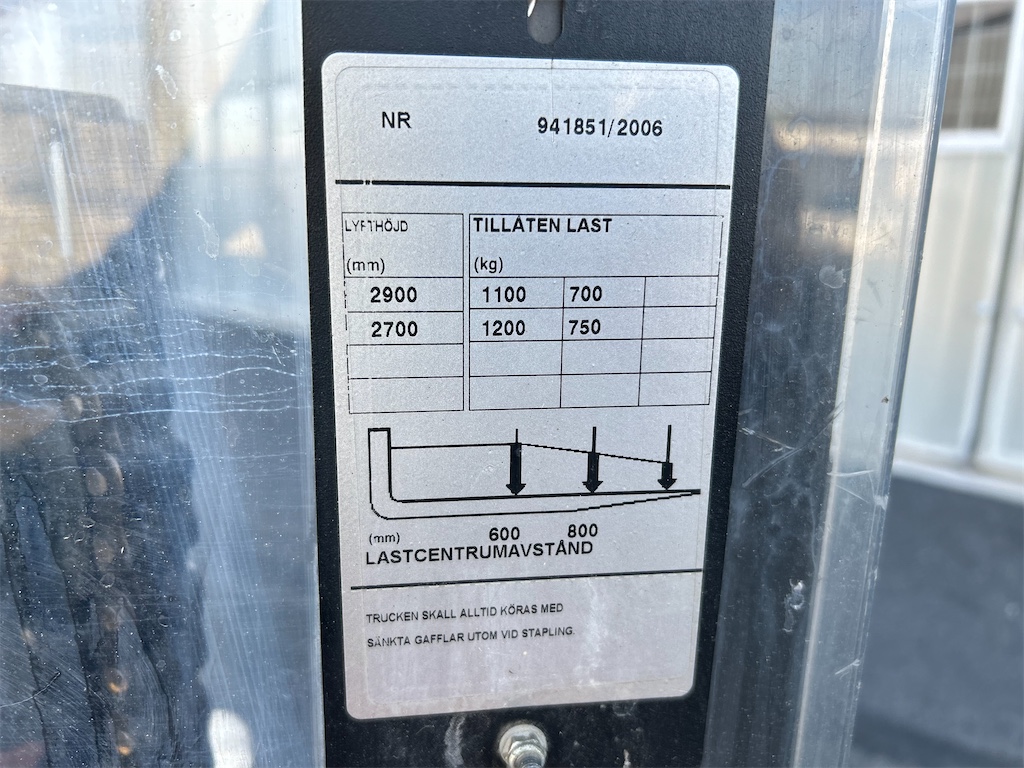 NR 941851/2006
LYFTHÖJD TILLÅTEN LAST
(mm) (kg)
2900 1100 700
2700 1200 750
(mm) 600 800
LASTCENTRUMAVSTÅND
TRUCKEN SKALL ALLTID KÖRAS MED
SÄNKTA GAFFLAR UTOM VID STAPLING.